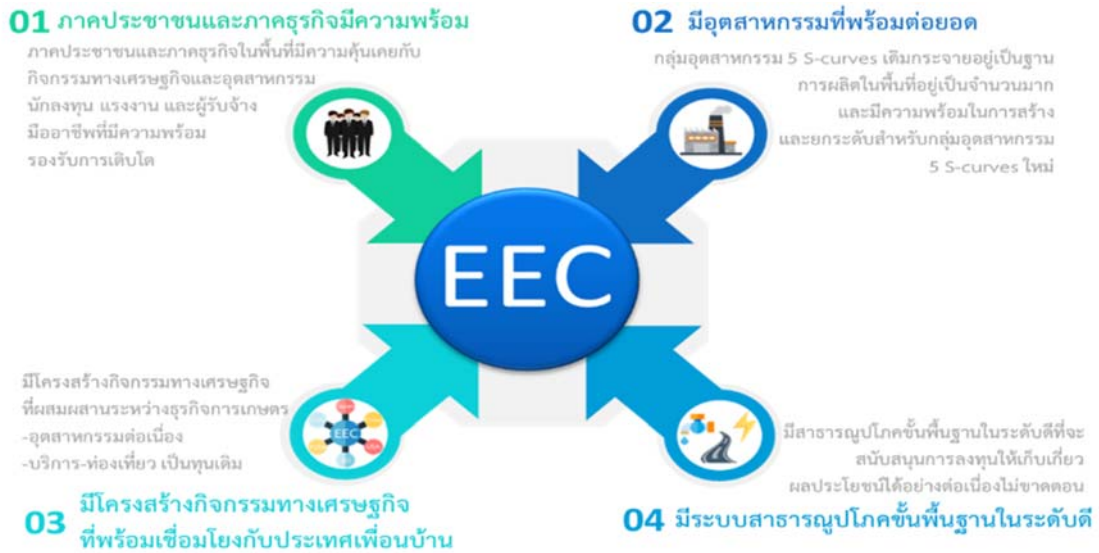 01 ภาคประชาชนและภาคธุรกิจมีความพร้อม
ภาคประชาชนและภาคธุรกิจในพื้นที่มีความคุ้นเคยกับ
กิจกรรมทางเศรษฐกิจและอุตสาหกรรม
นักลงทุน แรงงาน และผู้รับจ้าง
มืออาชีพที่มีความพร้อม
รองรับการเติบโต
02 มีอุตสาหกรรมที่พร้อมต่อยอด
กลุ่มอุตสาหกรรม 5 S-curves เดิมกระจายอยู่เป็นฐาน
การผลิตในพื้นที่อยู่เป็นจำนวนมาก
และมีความพร้อมในการสร้าง
และยกระดับสำหรับกลุ่มอุตสาหกรรม
5 S-curves ใหม่
EEC
มีโครงสร้างกิจกรรมทางเศรษฐกิจ
ที่ผสมผสานระหว่างธุรกิจการเกษตร
-อุตสาหกรรมต่อเนื่อง
-บริการ-ท่องเที่ยว เป็นทุนเดิม
EEC
03 มีโครงสร้างกิจกรรมทางเศรษฐกิจ
ที่พร้อมเชื่อมโยงกับประเทศเพื่อนบ้าน
มีสาธารณูปโภคขั้นพื้นฐานในระดับดีที่จะ
สนับสนุนการลงทุนให้เก็บเกี่ยว
ผลประโยชน์ได้อย่างต่อเนื่องไม่ขาดตอน
04 มีระบบสาธารณูปโภคขั้นพื้นฐานในระดับดี